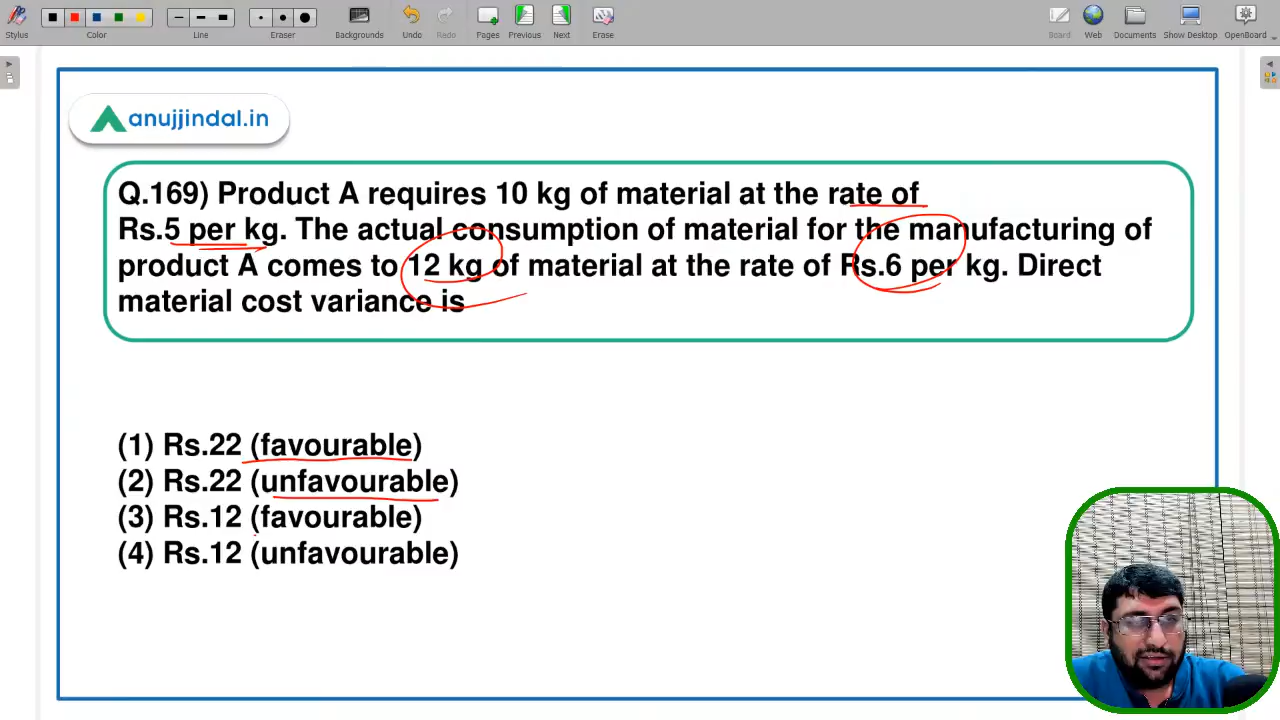 Stylus
Color
Line
Eraser
Backgrounds
Undo
Redo
Pages
Previous
Next
Erase
Board
Web
Documents
Show Desktop
OpenBoard
anujjindal.in
Q.169) Product A requires 10 kg of material at the rate of
Rs.5 per kg. The actual consumption of material for the manufacturing of
product A comes to 12 kg of material at the rate of Rs.6 per kg. Direct
material cost variance is
(1) Rs.22 (favourable)
(2) Rs.22 (unfavourable)
(3) Rs.12 (favourable)
(4) Rs.12 (unfavourable)